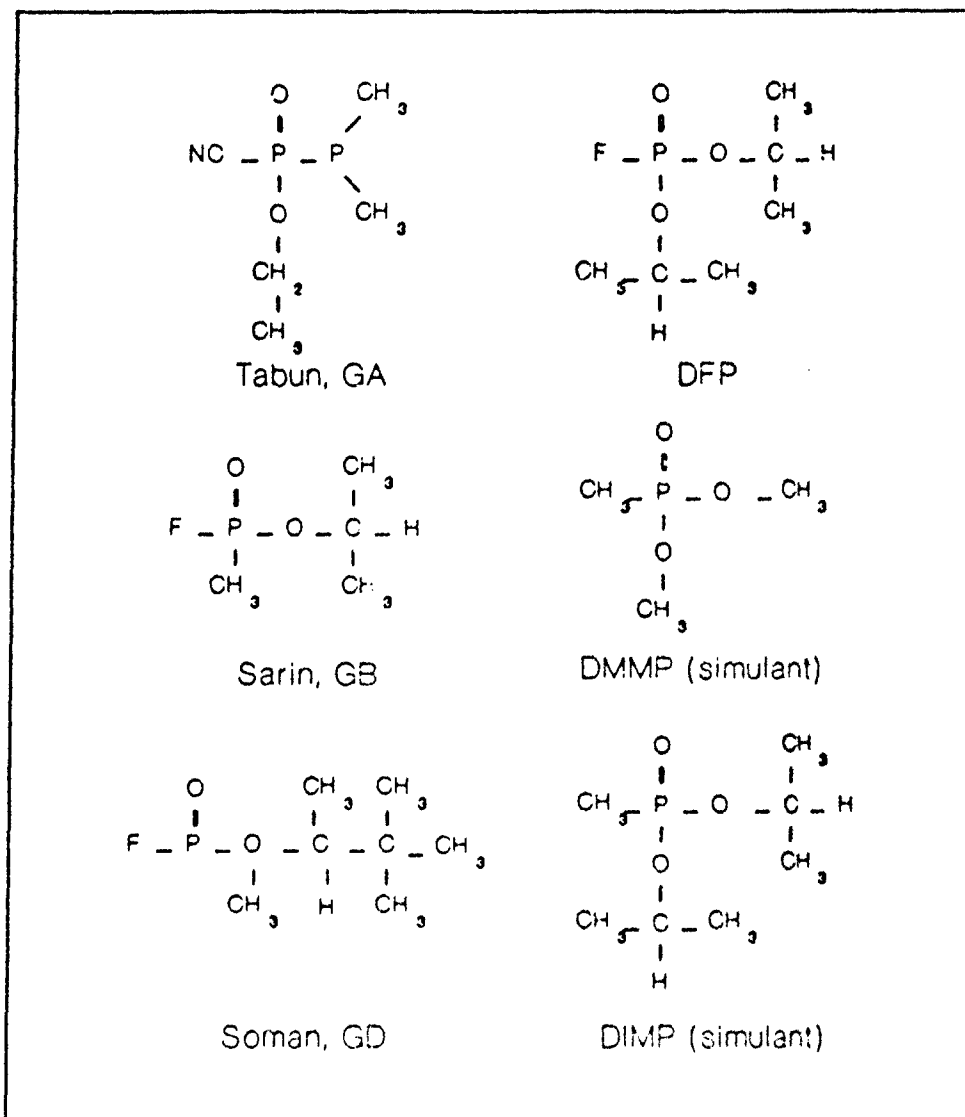 O CH3
NC – P – P
O CH3
CH2
CH3
Tabun, GA
O CH3
F – P – O – C – H
O CH3
CH3 – C – CH3
H
DFP
O CH3
F – P – O – C – H
CH3 CH3
Sarin, GB
O
CH3 – P – O – CH3
O
CH3
DMMP (simulant)
O CH3 CH3
F – P – O – C – C – CH3
CH3 H CH3
Soman, GD
O CH3
CH3 – P – O – C – H
O CH3
CH3 – C – CH3
H
DIMP (simulant)